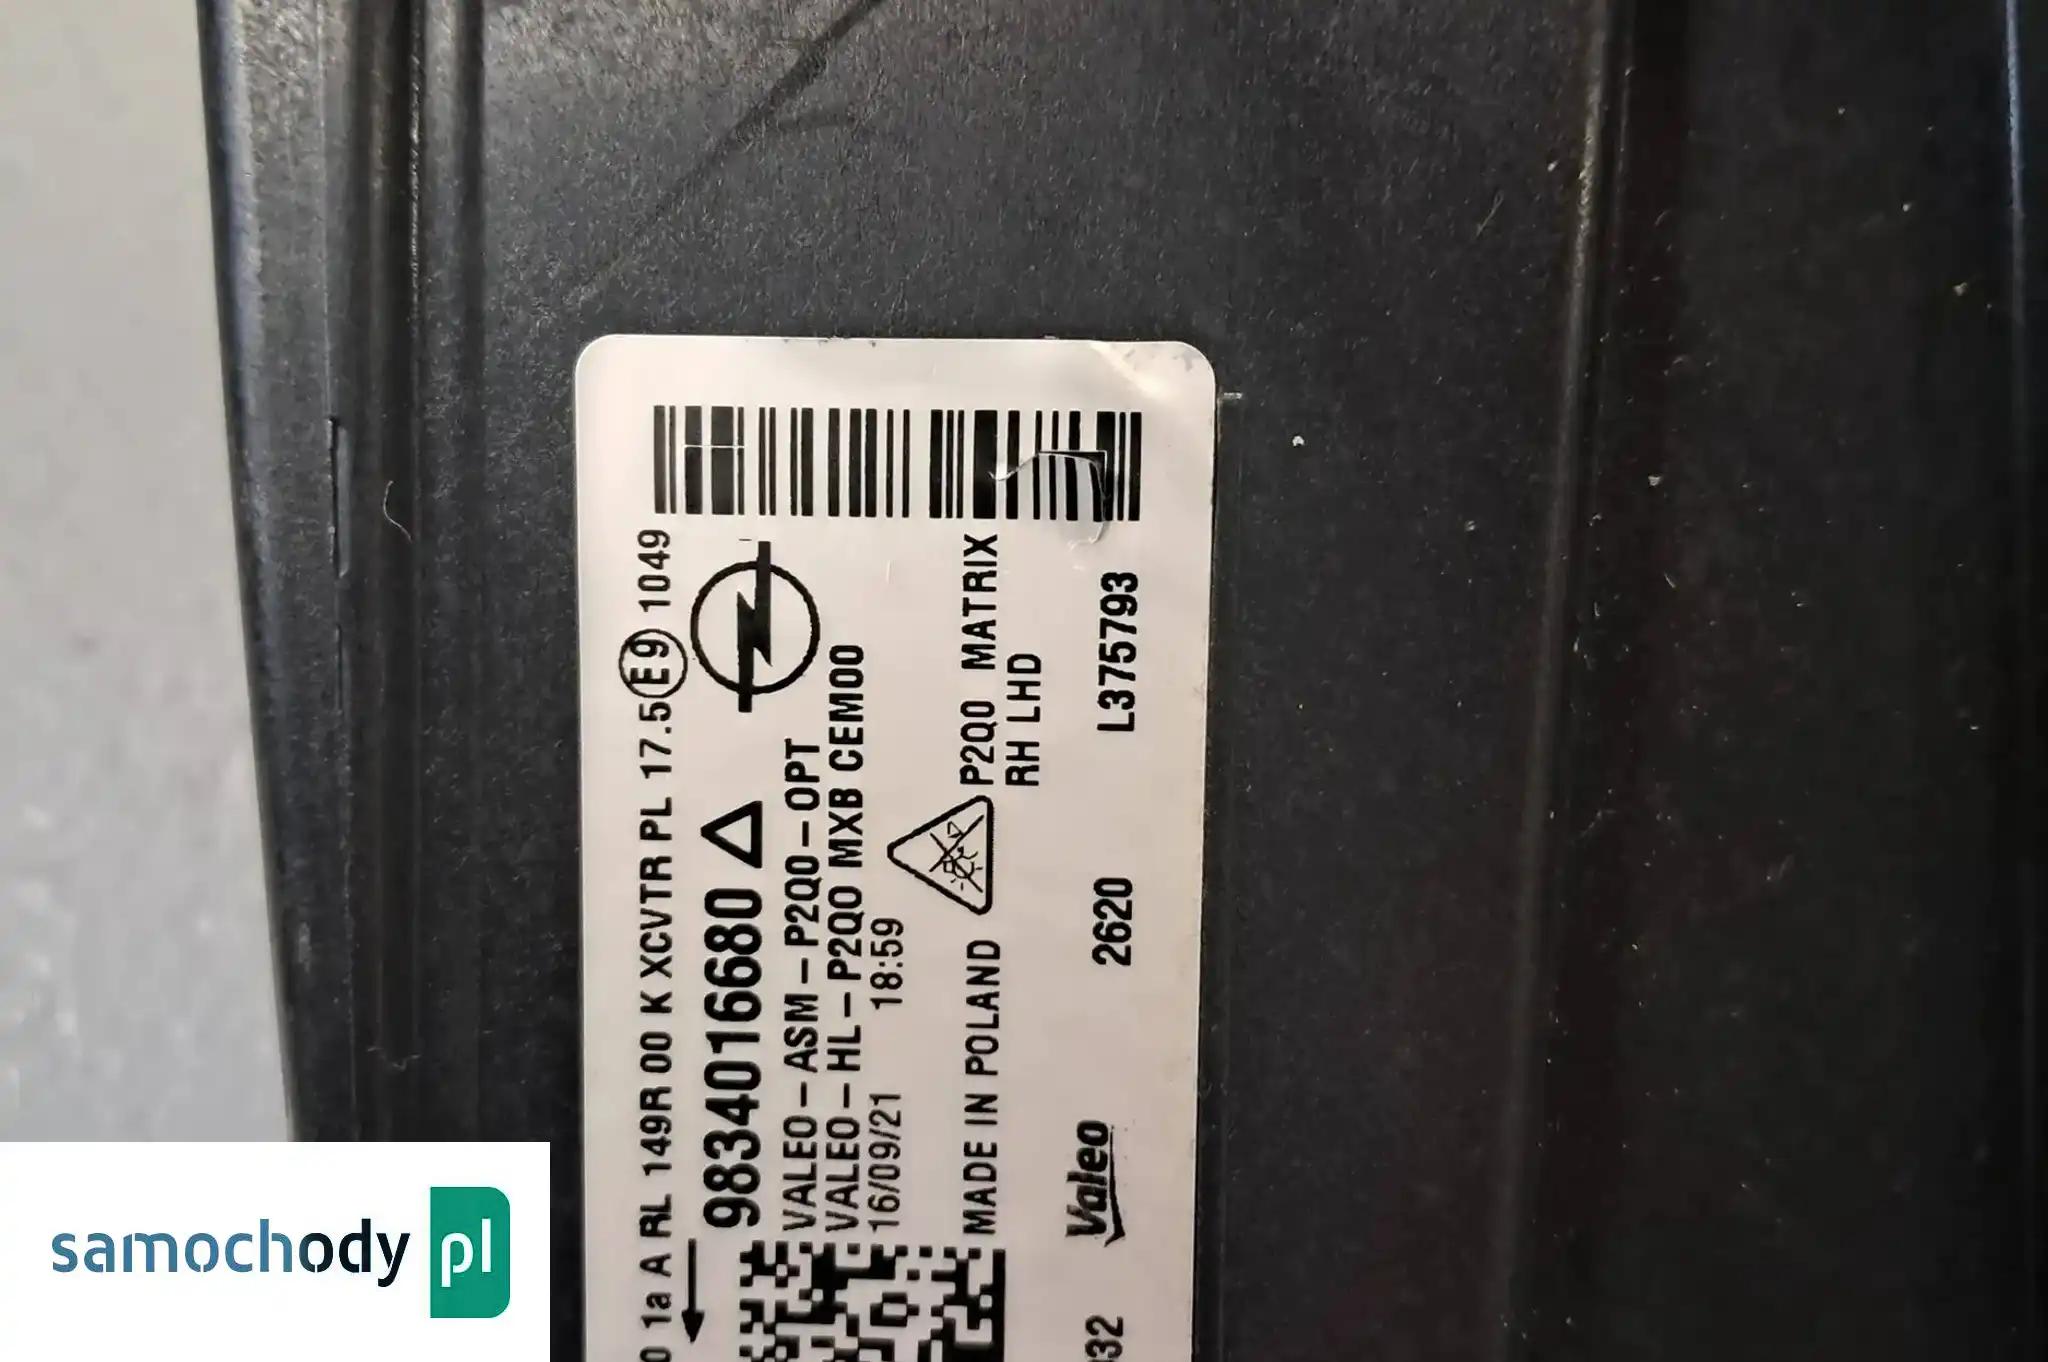 0 1a A RL 149R 00 K XCVTR PL 17.5 E9 1049
9834016680
VALEO-ASM-P2Q0-OPT
VALEO-HL-P2Q0 MXB CEM00
16/09/21 18:59
MADE IN POLAND
P2Q0 MATRIX
RH LHD
Valeo
2620
L375793
032
samochody pl